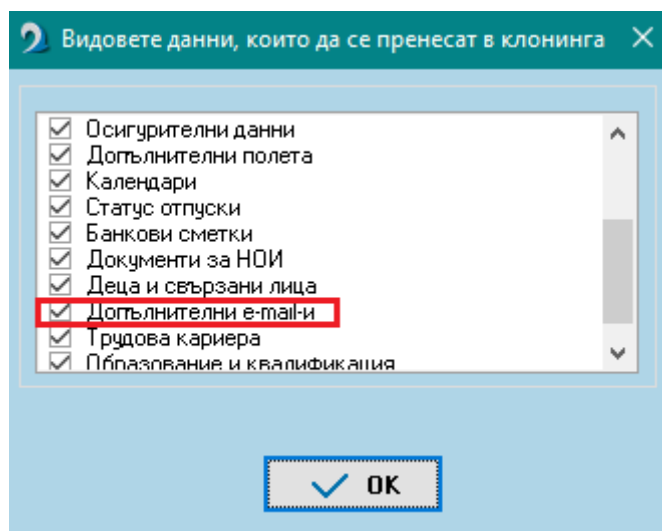 Видовете данни, които да се пренесат в клонинга
Осигурителни данни
Допълнителни полета
Календари
Статус отпуски
Банкови сметки
Документи за НОИ
Деца и свързани лица
Допълнителни e-mail-и
Трудова кариера
Образование и квалификация
OK